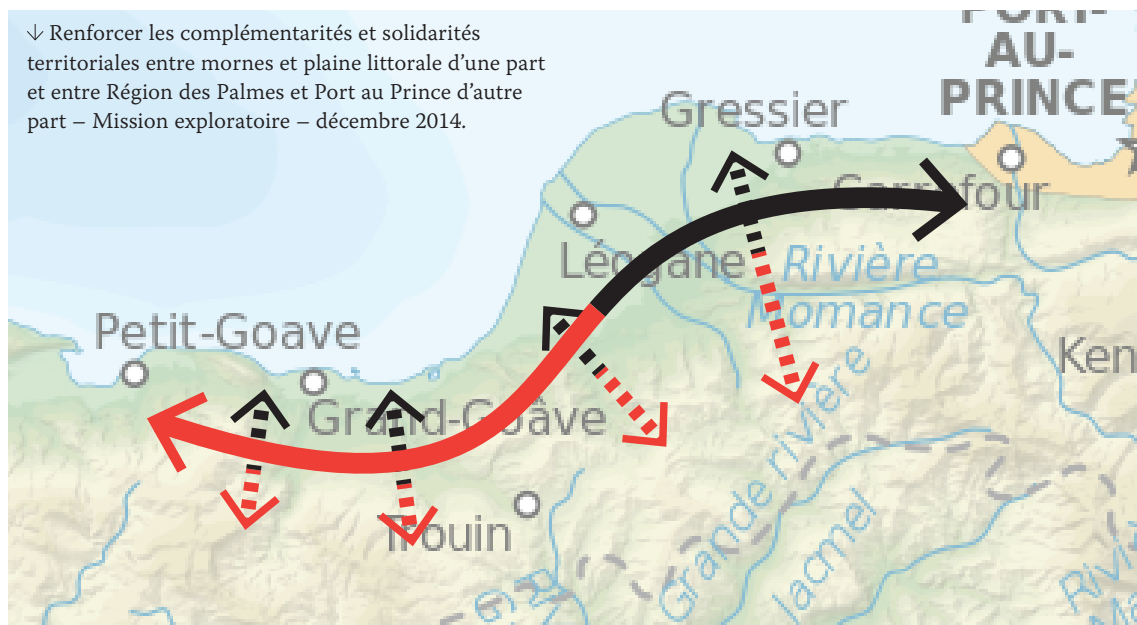 ↓ Renforcer les complémentarités et solidarités
territoriales entre mornes et plaine littorale d’une part
et entre Région des Palmes et Port au Prince d’autre
part – Mission exploratoire – décembre 2014.
PORT-
AU-
PRINCE
Gressier
Carrefour
Léogane
Rivière
Momance
Petit-Goave
Ken
Grand-Goâve
Trouin
Grande rivière
Jacmel